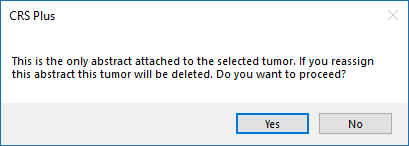 CRS Plus
This is the only abstract attached to the selected tumor. If you reassign
this abstract this tumor will be deleted. Do you want to proceed?
Yes
No